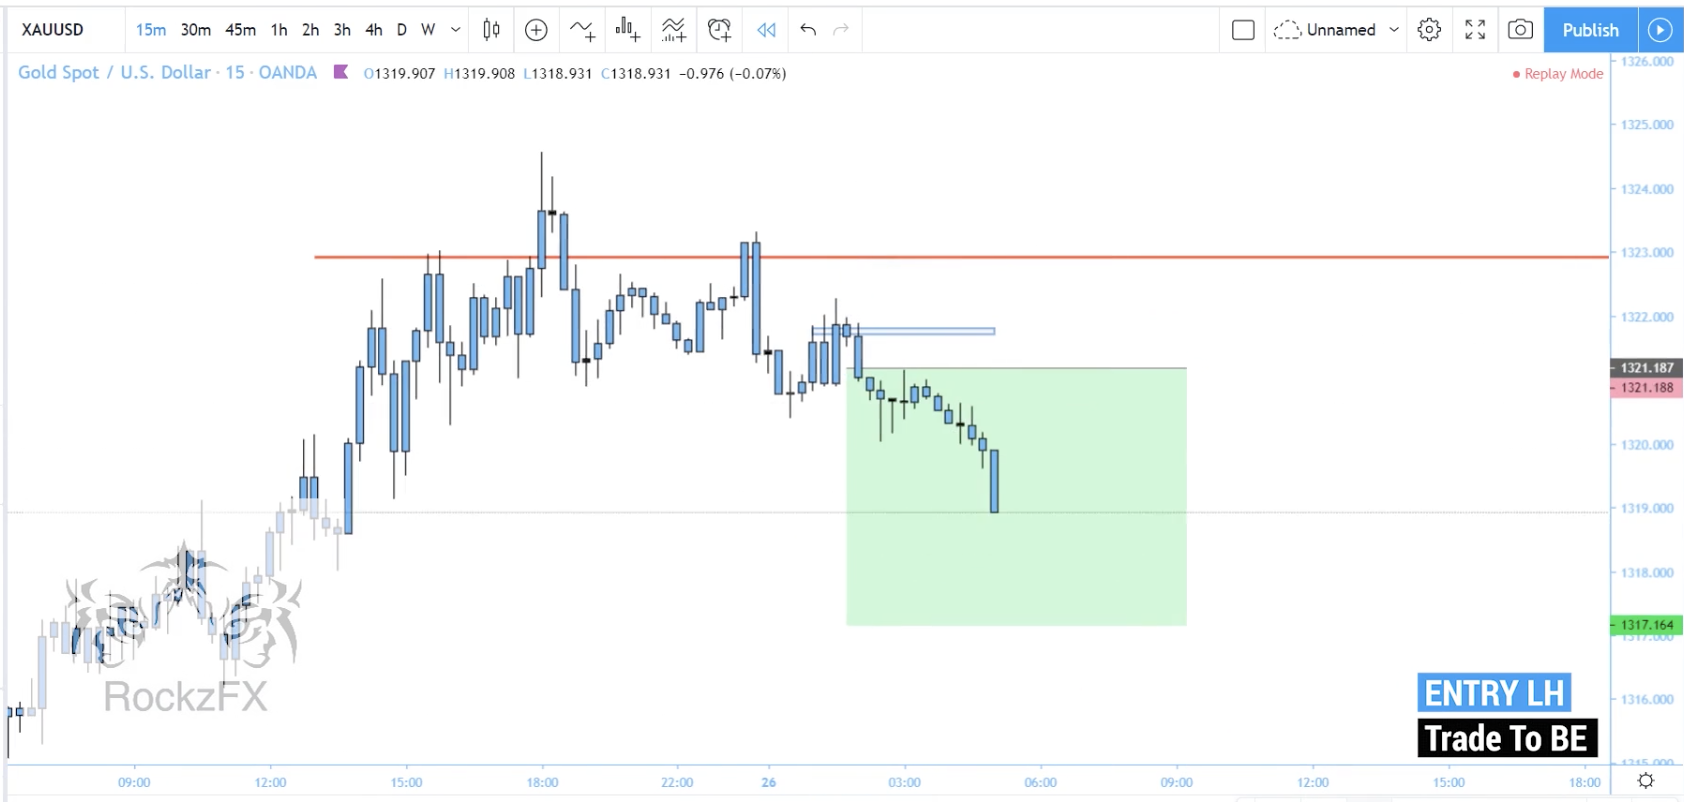 XAUUSD 15m 30m 45m 1h 2h 3h 4h D W Unnamed Publish
Gold Spot / U.S. Dollar · 15 · OANDA O1319.907 H1319.908 L1318.931 C1318.931 −0.976 (−0.07%) Replay Mode
1326.000
1325.000
1324.000
1323.000
1322.000
1321.187
1321.188
1320.000
1319.000
1318.000
1317.164
1317.000
1316.000
1315.000
RockzFX
ENTRY LH
Trade To BE
09:00 12:00 15:00 18:00 22:00 26 03:00 06:00 09:00 12:00 15:00 18:00